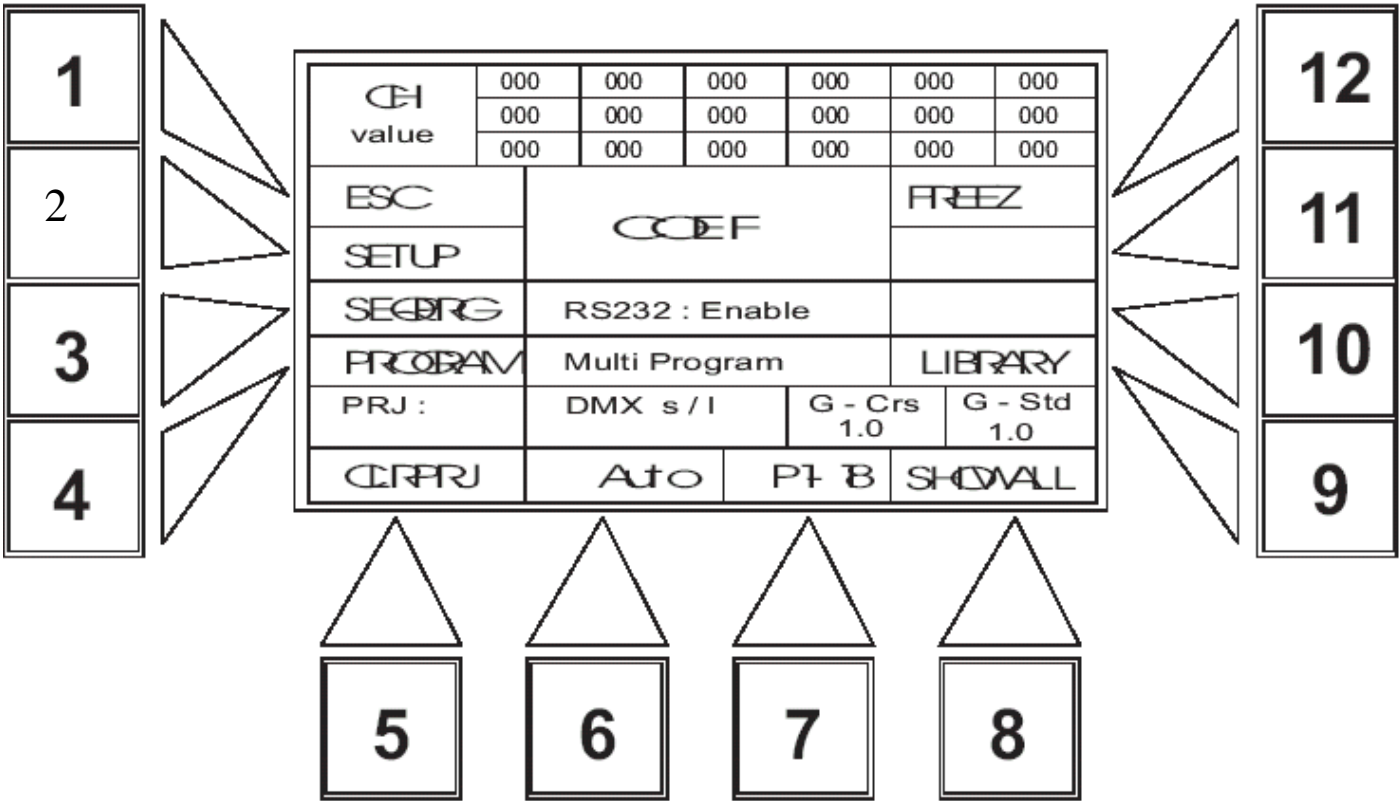 1
12
CH
value
000 000 000 000 000 000
000 000 000 000 000 000
000 000 000 000 000 000
2
11
ESC
COEF
FREEZ
SETUP
3
10
SEQPRG
RS232 : Enable
PROGRAM
Multi Program
LIBRARY
PRJ :
DMX s / l
G - Crs
1.0
G - Std
1.0
4
9
CLRPRJ
Auto
SHOWALL
5
6
7
8